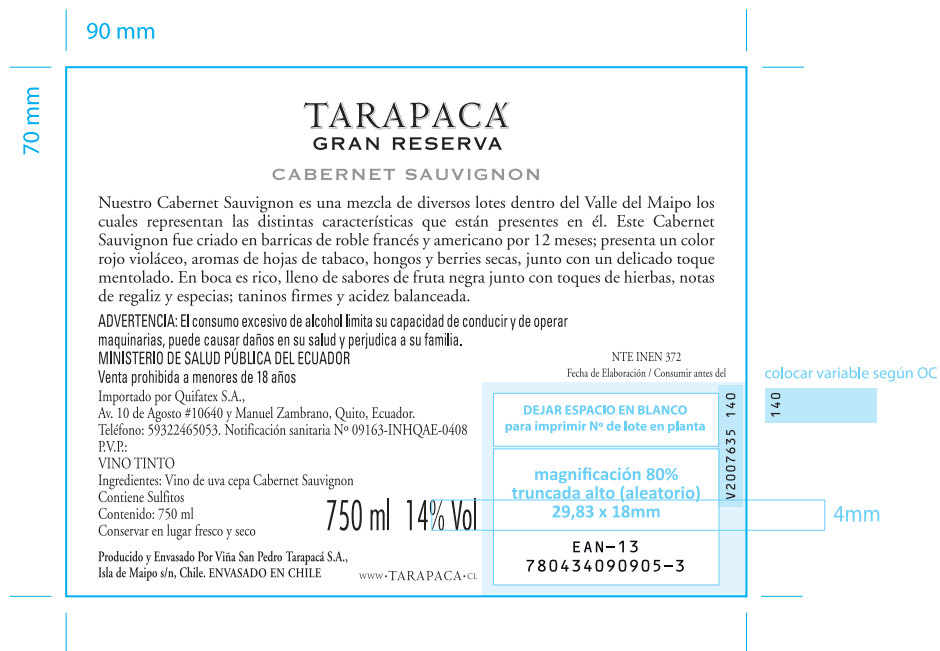 90 mm
70 mm
TARAPACÁ
GRAN RESERVA
CABERNET SAUVIGNON
Nuestro Cabernet Sauvignon es una mezcla de diversos lotes dentro del Valle del Maipo los
cuales representan las distintas características que están presentes en él. Este Cabernet
Sauvignon fue criado en barricas de roble francés y americano por 12 meses; presenta un color
rojo violáceo, aromas de hojas de tabaco, hongos y berries secas, junto con un delicado toque
mentolado. En boca es rico, lleno de sabores de fruta negra junto con toques de hierbas, notas
de regaliz y especias; taninos firmes y acidez balanceada.
ADVERTENCIA: El consumo excesivo de alcohol limita su capacidad de conducir y de operar
maquinarias, puede causar daños en su salud y perjudica a su familia.
MINISTERIO DE SALUD PÚBLICA DEL ECUADOR
Venta prohibida a menores de 18 años
Importado por Quifatex S.A.,
Av. 10 de Agosto #10640 y Manuel Zambrano, Quito, Ecuador.
Teléfono: 59322465053. Notificación sanitaria Nº 09163-INHQAE-0408
P.V.P.:
VINO TINTO
Ingredientes: Vino de uva cepa Cabernet Sauvignon
Contiene Sulfitos
Contenido: 750 ml
Conservar en lugar fresco y seco
750 ml 14% Vol
Producido y Envasado Por Viña San Pedro Tarapacá S.A.,
Isla de Maipo s/n, Chile. ENVASADO EN CHILE
WWW·TARAPACA·CL
NTE INEN 372
Fecha de Elaboración / Consumir antes del
DEJAR ESPACIO EN BLANCO
para imprimir Nº de lote en planta
magnificación 80%
truncada alto (aleatorio)
29,83 x 18mm
EAN-13
780434090905-3
V2007635 140
colocar variable según OC
140
4mm